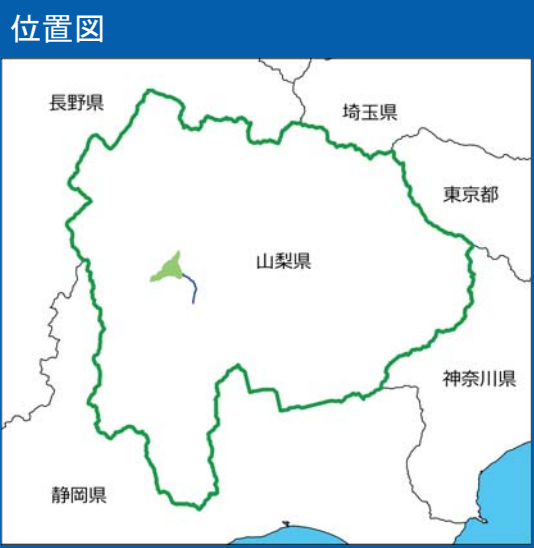 位置図
長野県
埼玉県
東京都
山梨県
神奈川県
静岡県